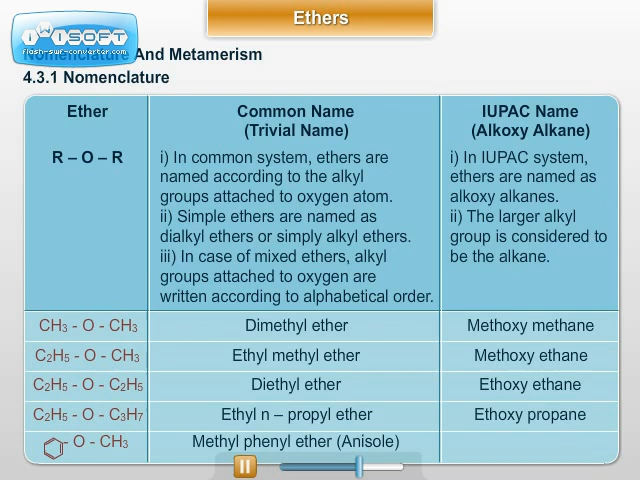 Ethers
iWiSOFT
flash-swf-converter.com
Nomenclature And Metamerism
4.3.1 Nomenclature
Ether
Common Name
(Trivial Name)
IUPAC Name
(Alkoxy Alkane)
R – O – R
i) In common system, ethers are
named according to the alkyl
groups attached to oxygen atom.
ii) Simple ethers are named as
dialkyl ethers or simply alkyl ethers.
iii) In case of mixed ethers, alkyl
groups attached to oxygen are
written according to alphabetical order.
i) In IUPAC system,
ethers are named as
alkoxy alkanes.
ii) The larger alkyl
group is considered to
be the alkane.
CH3 - O - CH3 Dimethyl ether Methoxy methane
C2H5 - O - CH3 Ethyl methyl ether Methoxy ethane
C2H5 - O - C2H5 Diethyl ether Ethoxy ethane
C2H5 - O - C3H7 Ethyl n – propyl ether Ethoxy propane
- O - CH3 Methyl phenyl ether (Anisole)